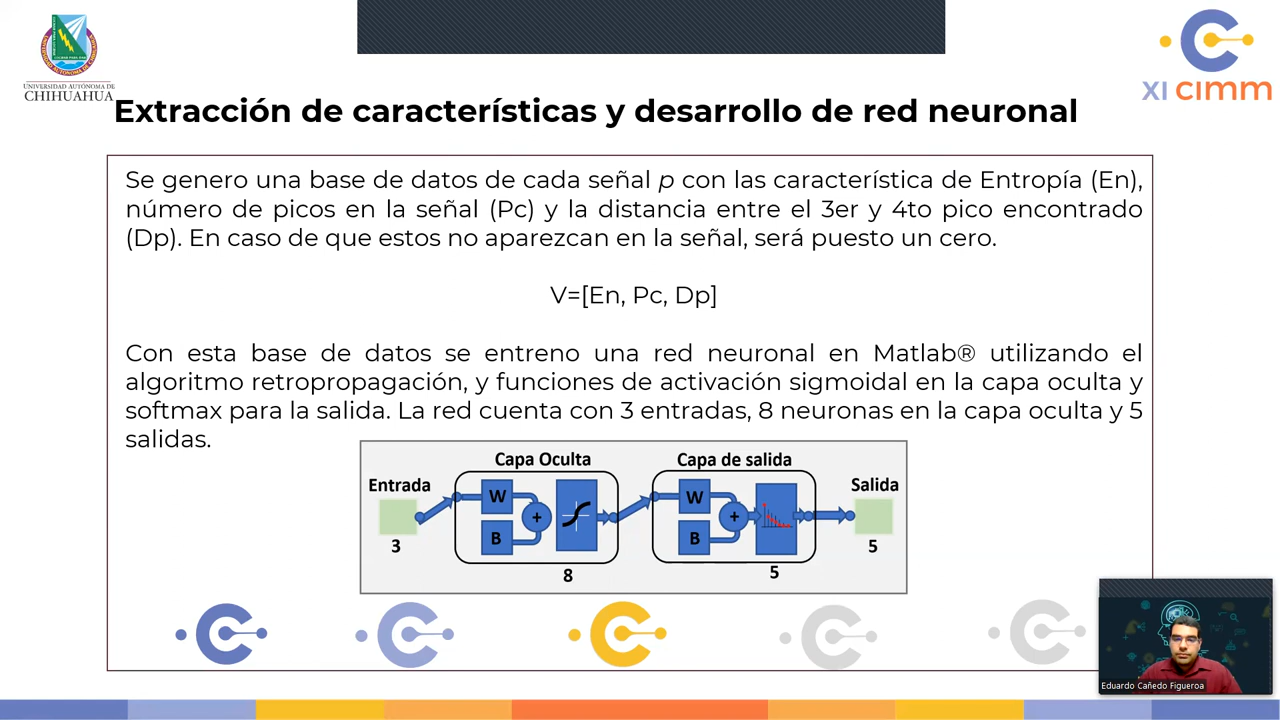 UNIVERSIDAD AUTÓNOMA DE
CHIHUAHUA
XI CIMM
Extracción de características y desarrollo de red neuronal
Se genero una base de datos de cada señal p con las característica de Entropía (En),
número de picos en la señal (Pc) y la distancia entre el 3er y 4to pico encontrado
(Dp). En caso de que estos no aparezcan en la señal, será puesto un cero.
V=[En, Pc, Dp]
Con esta base de datos se entreno una red neuronal en Matlab® utilizando el
algoritmo retropropagación, y funciones de activación sigmoidal en la capa oculta y
softmax para la salida. La red cuenta con 3 entradas, 8 neuronas en la capa oculta y 5
salidas.
Capa Oculta
Capa de salida
Entrada
Salida
W
W
+
+
B
B
3
8
5
5
Eduardo Cañedo Figueroa